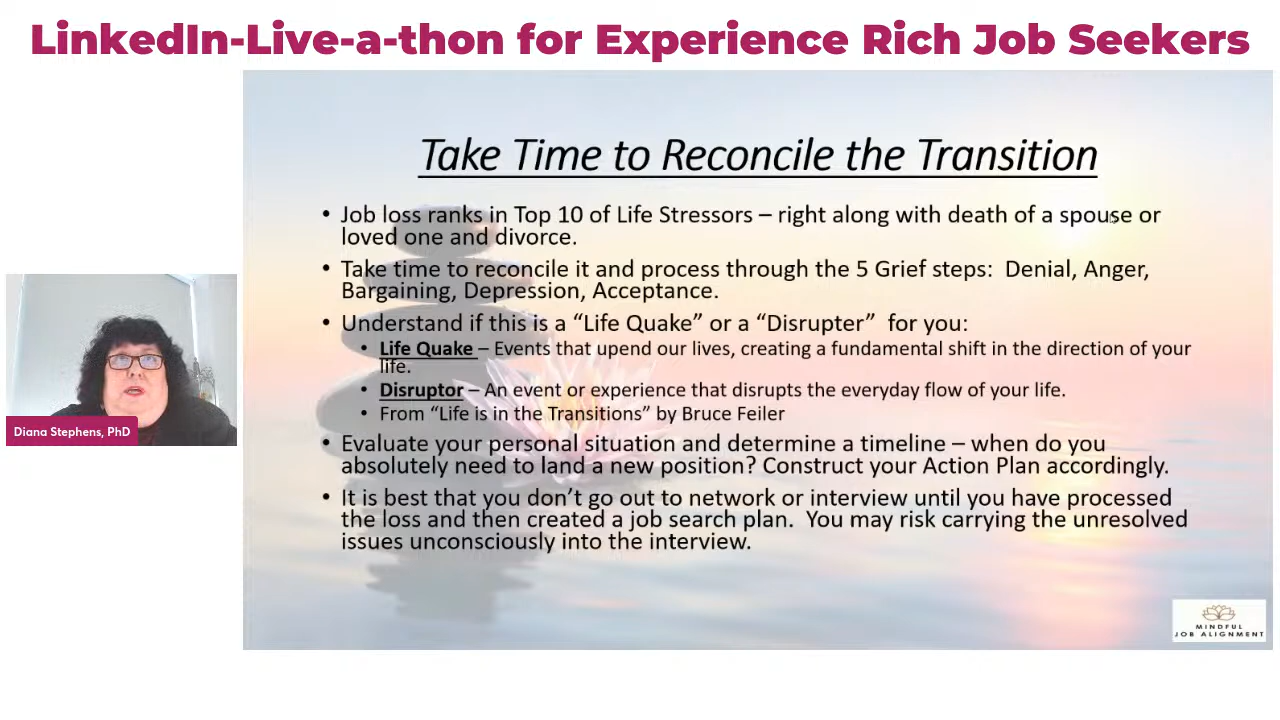 LinkedIn-Live-a-thon for Experience Rich Job Seekers
Take Time to Reconcile the Transition
• Job loss ranks in Top 10 of Life Stressors – right along with death of a spouse or
loved one and divorce.
• Take time to reconcile it and process through the 5 Grief steps:  Denial, Anger,
Bargaining, Depression, Acceptance.
• Understand if this is a “Life Quake” or a “Disrupter”  for you:
• Life Quake – Events that upend our lives, creating a fundamental shift in the direction of your
life.
• Disruptor – An event or experience that disrupts the everyday flow of your life.
• From “Life is in the Transitions” by Bruce Feiler
• Evaluate your personal situation and determine a timeline – when do you
absolutely need to land a new position? Construct your Action Plan accordingly.
• It is best that you don’t go out to network or interview until you have processed
the loss and then created a job search plan.  You may risk carrying the unresolved
issues unconsciously into the interview.
Diana Stephens, PhD
MINDFUL
JOB ALIGNMENT